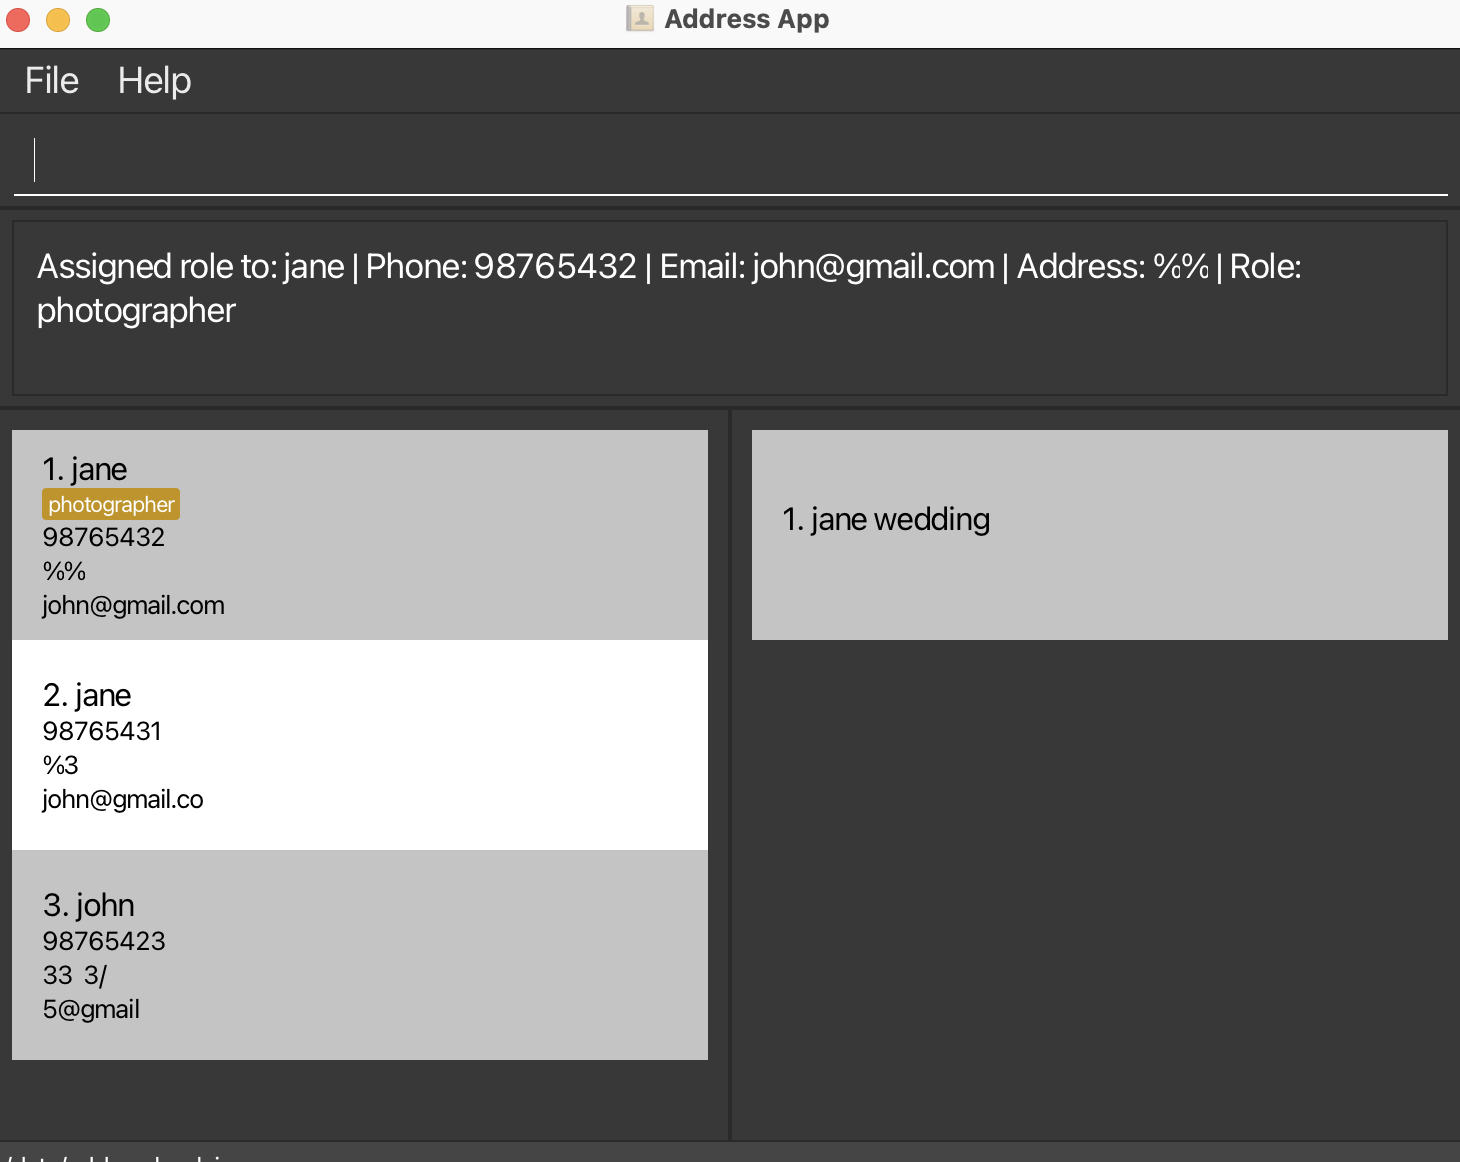 Address App
File Help
Assigned role to: jane | Phone: 98765432 | Email: john@gmail.com | Address: %% | Role:
photographer
1. jane
photographer
98765432
%%
john@gmail.com
2. jane
98765431
%3
john@gmail.co
3. john
98765423
33  3/
5@gmail
1. jane wedding